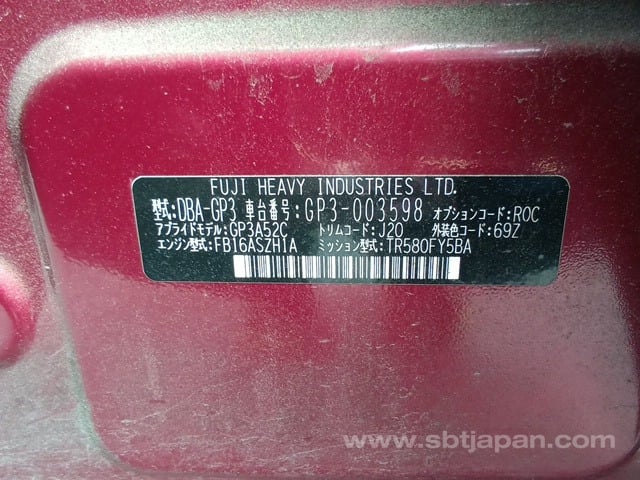 FUJI HEAVY INDUSTRIES LTD.
型式:DBA-GP3 車台番号:GP3-003598 オプションコード:ROC
アプライドモデル:GP3A52C トリムコード:J20 外装色コード:69Z
エンジン型式:FB16ASZH1A ミッション型式:TR580FY5BA
www.sbtjapan.com